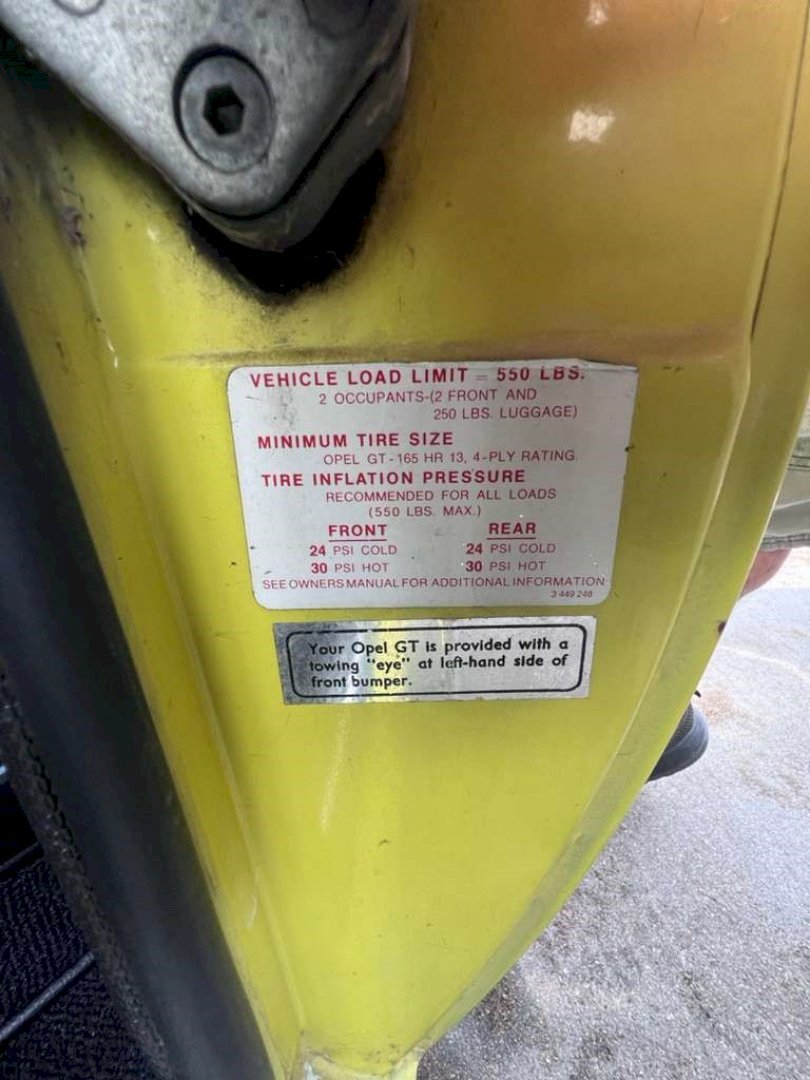 VEHICLE LOAD LIMIT - 550 LBS.
2 OCCUPANTS-(2 FRONT AND
250 LBS. LUGGAGE)
MINIMUM TIRE SIZE
OPEL GT-165 HR 13, 4-PLY RATING.
TIRE INFLATION PRESSURE
RECOMMENDED FOR ALL LOADS
(550 LBS. MAX.)
FRONT REAR
24 PSI COLD 24 PSI COLD
30 PSI HOT 30 PSI HOT
SEE OWNERS MANUAL FOR ADDITIONAL INFORMATION
3 449 248
Your Opel GT is provided with a
towing "eye" at left-hand side of
front bumper.